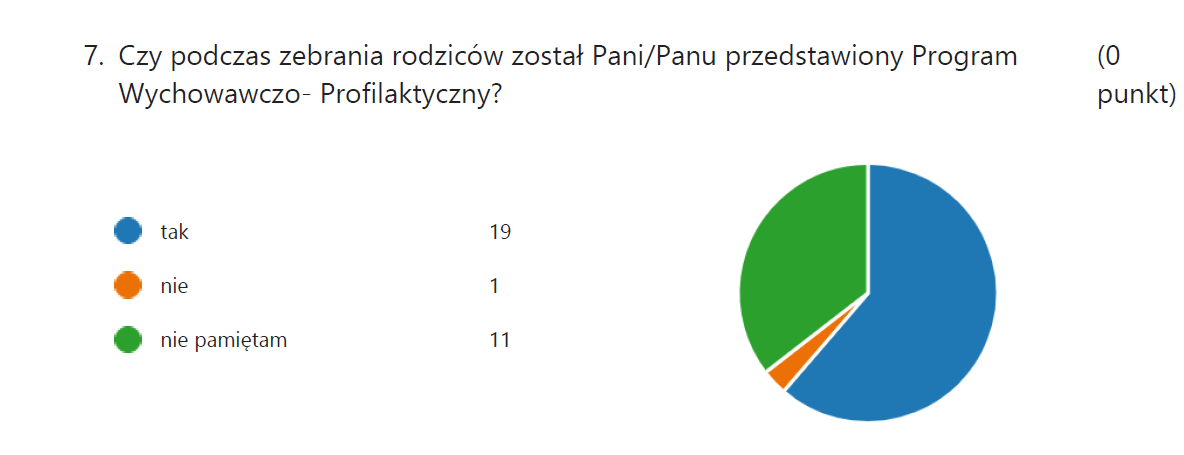 7. Czy podczas zebrania rodziców został Pani/Panu przedstawiony Program (0
Wychowawczo- Profilaktyczny? punkt)
tak 19
nie 1
nie pamiętam 11